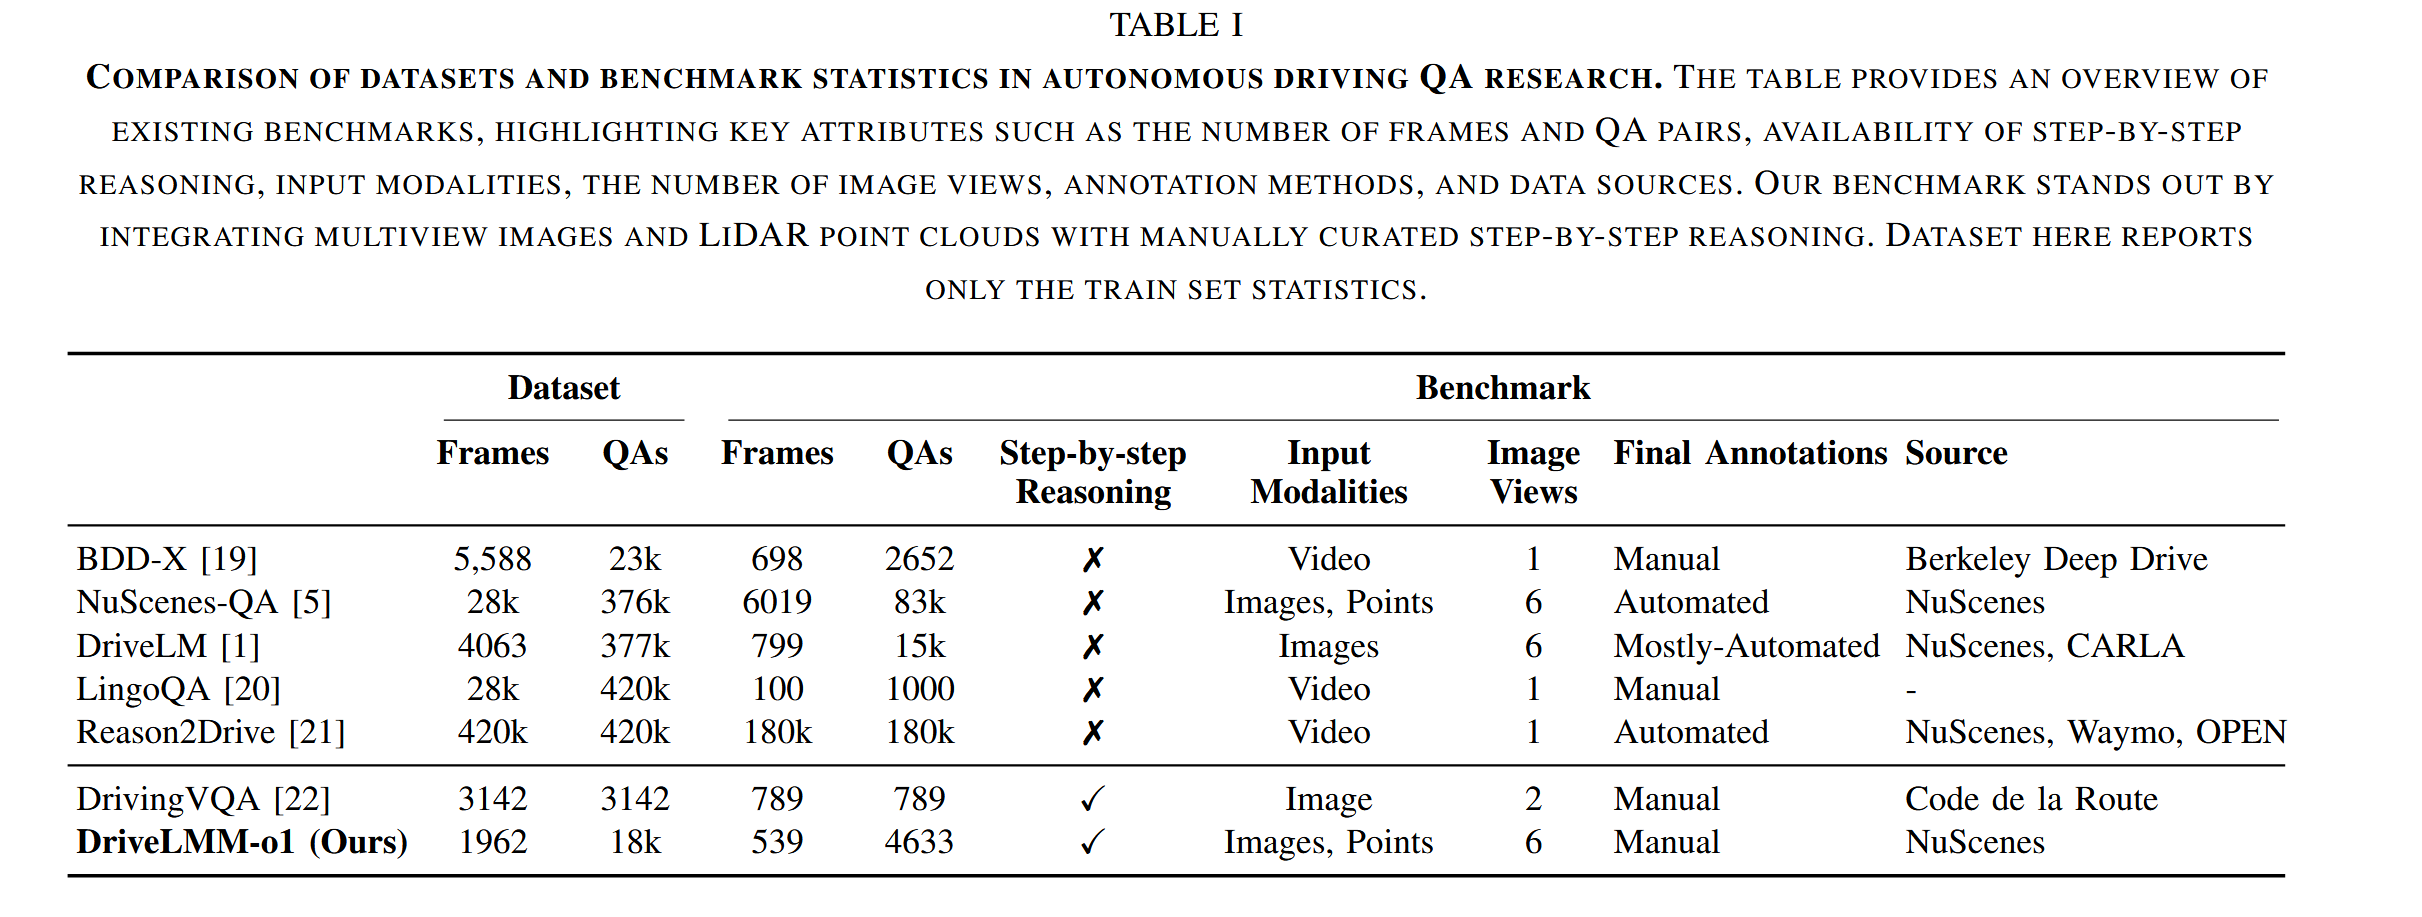 TABLE I
COMPARISON OF DATASETS AND BENCHMARK STATISTICS IN AUTONOMOUS DRIVING QA RESEARCH. THE TABLE PROVIDES AN OVERVIEW OF
EXISTING BENCHMARKS, HIGHLIGHTING KEY ATTRIBUTES SUCH AS THE NUMBER OF FRAMES AND QA PAIRS, AVAILABILITY OF STEP-BY-STEP
REASONING, INPUT MODALITIES, THE NUMBER OF IMAGE VIEWS, ANNOTATION METHODS, AND DATA SOURCES. OUR BENCHMARK STANDS OUT BY
INTEGRATING MULTIVIEW IMAGES AND LIDAR POINT CLOUDS WITH MANUALLY CURATED STEP-BY-STEP REASONING. DATASET HERE REPORTS
ONLY THE TRAIN SET STATISTICS.
Dataset Benchmark
Frames QAs Frames QAs Step-by-step Input Image Final Annotations Source
Reasoning Modalities Views
BDD-X [19] 5,588 23k 698 2652 ✗ Video 1 Manual Berkeley Deep Drive
NuScenes-QA [5] 28k 376k 6019 83k ✗ Images, Points 6 Automated NuScenes
DriveLM [1] 4063 377k 799 15k ✗ Images 6 Mostly-Automated NuScenes, CARLA
LingoQA [20] 28k 420k 100 1000 ✗ Video 1 Manual -
Reason2Drive [21] 420k 420k 180k 180k ✗ Video 1 Automated NuScenes, Waymo, OPEN
DrivingVQA [22] 3142 3142 789 789 ✓ Image 2 Manual Code de la Route
DriveLMM-o1 (Ours) 1962 18k 539 4633 ✓ Images, Points 6 Manual NuScenes